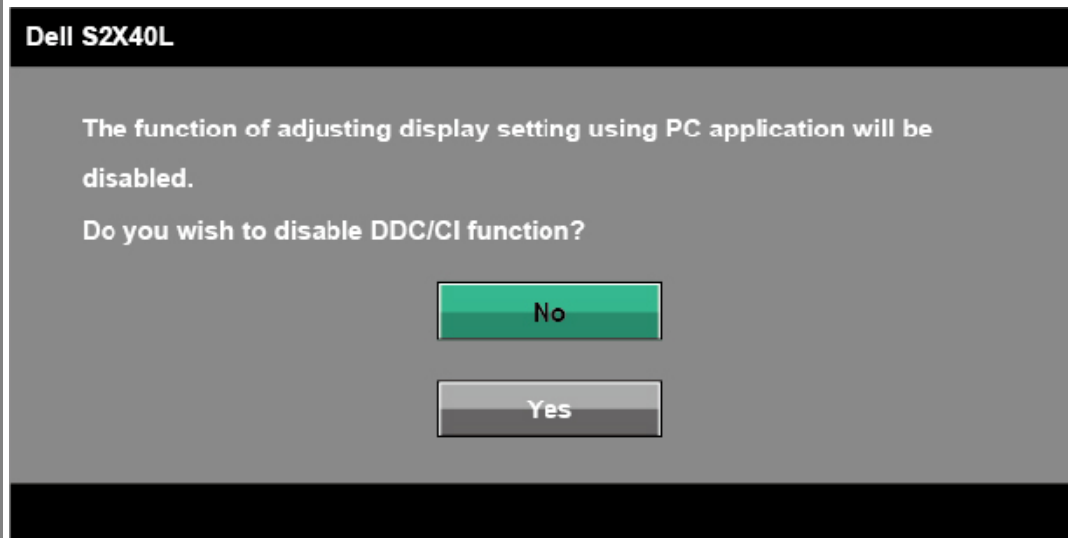 Dell S2X40L
The function of adjusting display setting using PC application will be
disabled.
Do you wish to disable DDC/CI function?
No
Yes